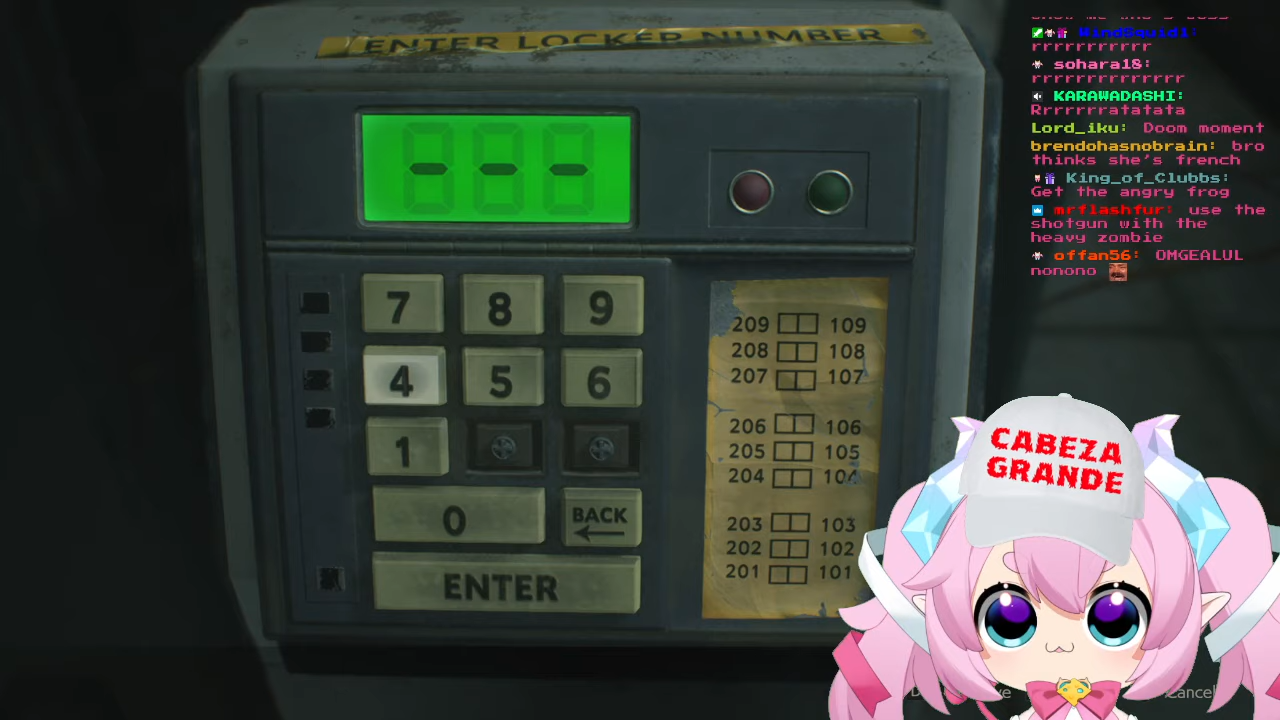 ENTER LOCKER NUMBER
7 8 9
4 5 6
1
0 BACK
ENTER
209 109
208 108
207 107
206 106
205 105
204 104
203 103
202 102
201 101
WindSquid1:
rrrrrrrrrrr
sohara18:
rrrrrrrrrrrrrr
KARAWADASHI:
Rrrrrrratatata
Lord_iku: Doom moment
brendohasnobrain: bro
thinks she's french
King_of_Clubbs:
Get the angry frog
mrflashfur: use the
shotgun with the
heavy zombie
offan56: OMGEALUL
nonono
CABEZA
GRANDE
Cancel